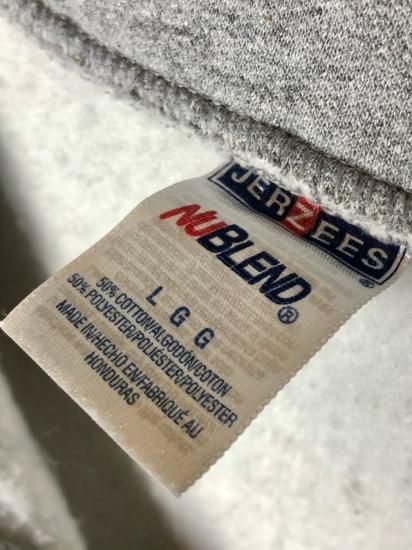 JERZEES
®
NUBLEND®
L G G
50% COTTON/ALGODÓN/COTON
50% POLYESTER/POLIÉSTER/POLYESTER
MADE IN/HECHO EN/FABRIQUÉ AU
HONDURAS